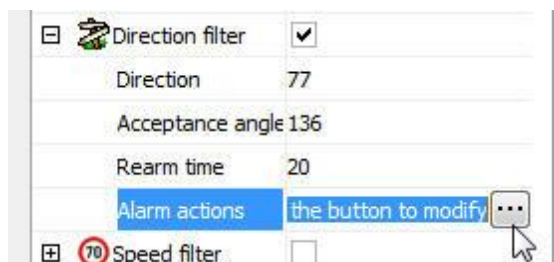 Direction filter
Direction 77
Acceptance angle 136
Rearm time 20
Alarm actions the button to modify ...
70 Speed filter